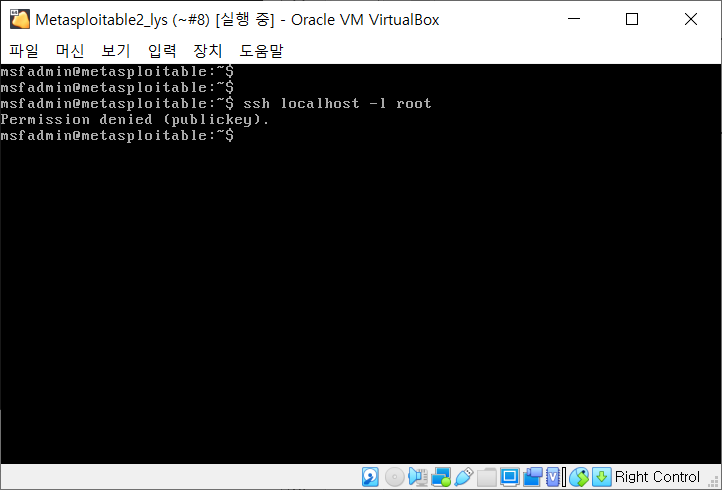 Metasploitable2_lys (~#8) [실행 중] - Oracle VM VirtualBox
파일 머신 보기 입력 장치 도움말
msfadmin@metasploitable:~$
msfadmin@metasploitable:~$
msfadmin@metasploitable:~$ ssh localhost -l root
Permission denied (publickey).
msfadmin@metasploitable:~$
Right Control